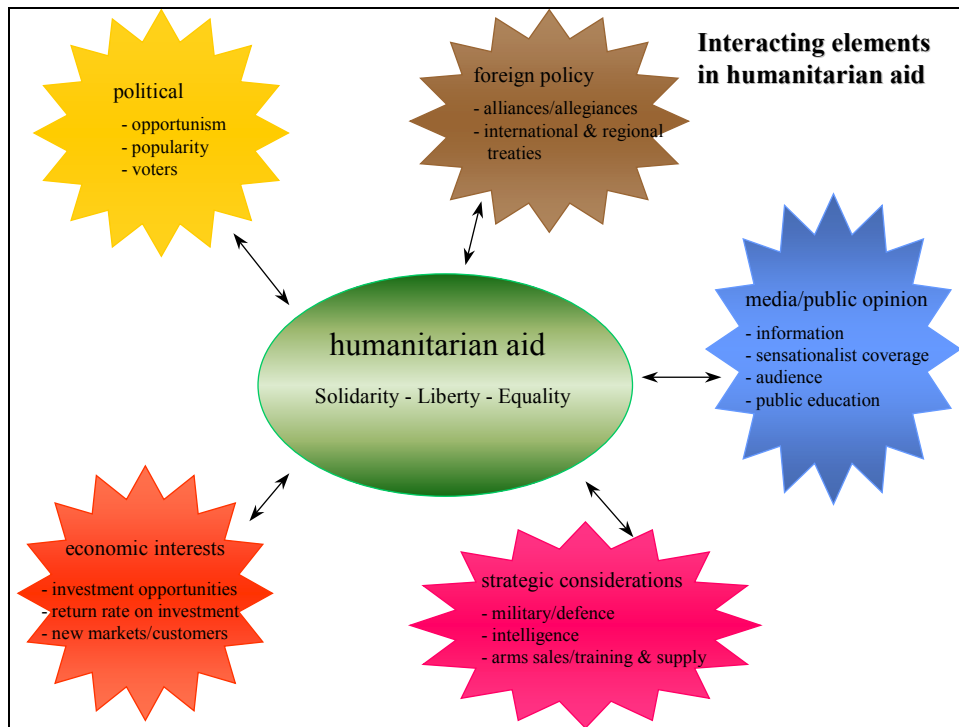 Interacting elements
in humanitarian aid
political
- opportunism
- popularity
- voters
foreign policy
- alliances/allegiances
- international & regional
treaties
media/public opinion
- information
- sensationalist coverage
- audience
- public education
humanitarian aid
Solidarity - Liberty - Equality
economic interests
- investment opportunities
- return rate on investment
- new markets/customers
strategic considerations
- military/defence
- intelligence
- arms sales/training & supply